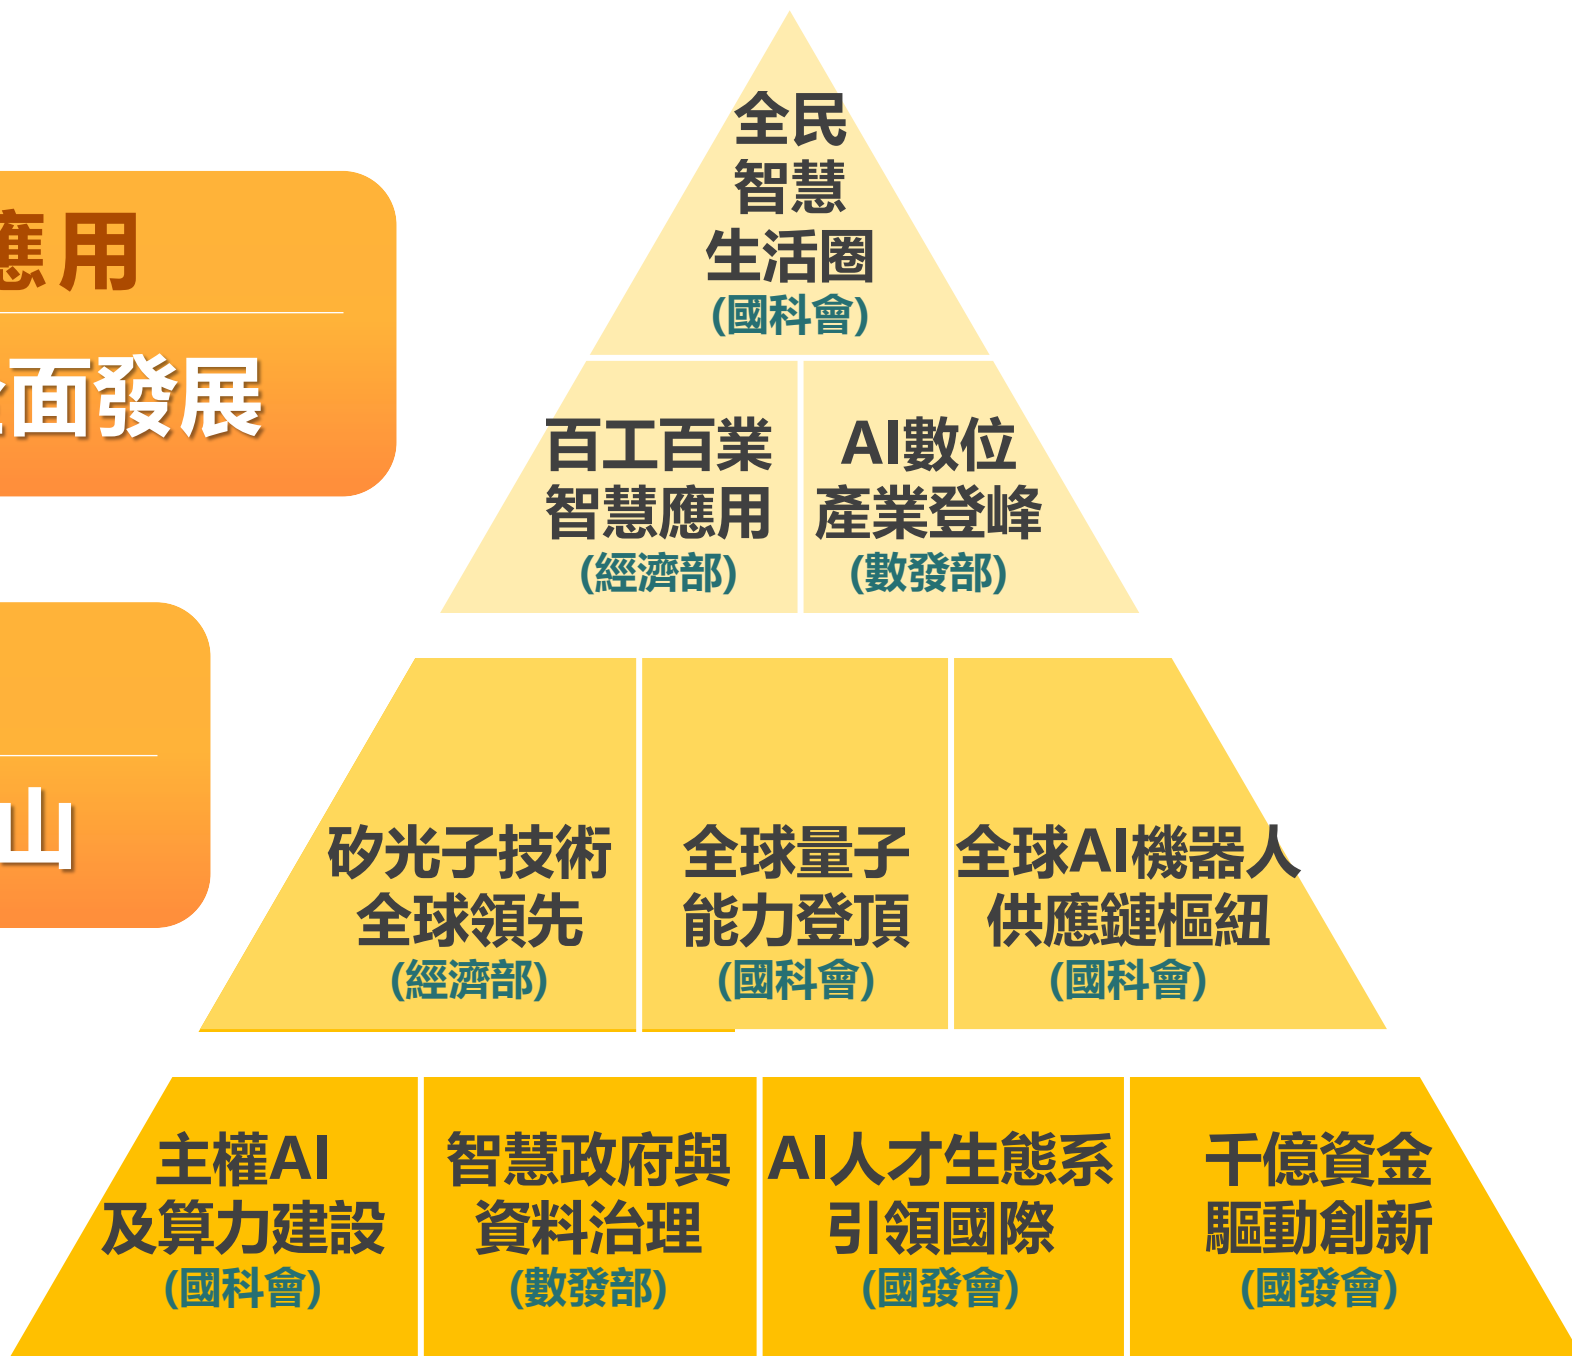 應用
全面發展
山
全民
智慧
生活圈
(國科會)
百工百業
智慧應用
(經濟部)
AI數位
產業登峰
(數發部)
矽光子技術
全球領先
(經濟部)
全球量子
能力登頂
(國科會)
全球AI機器人
供應鏈樞紐
(國科會)
主權AI
及算力建設
(國科會)
智慧政府與
資料治理
(數發部)
AI人才生態系
引領國際
(國發會)
千億資金
驅動創新
(國發會)